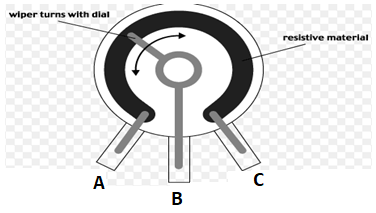 wiper turns with dial
resistive material
A
B
C